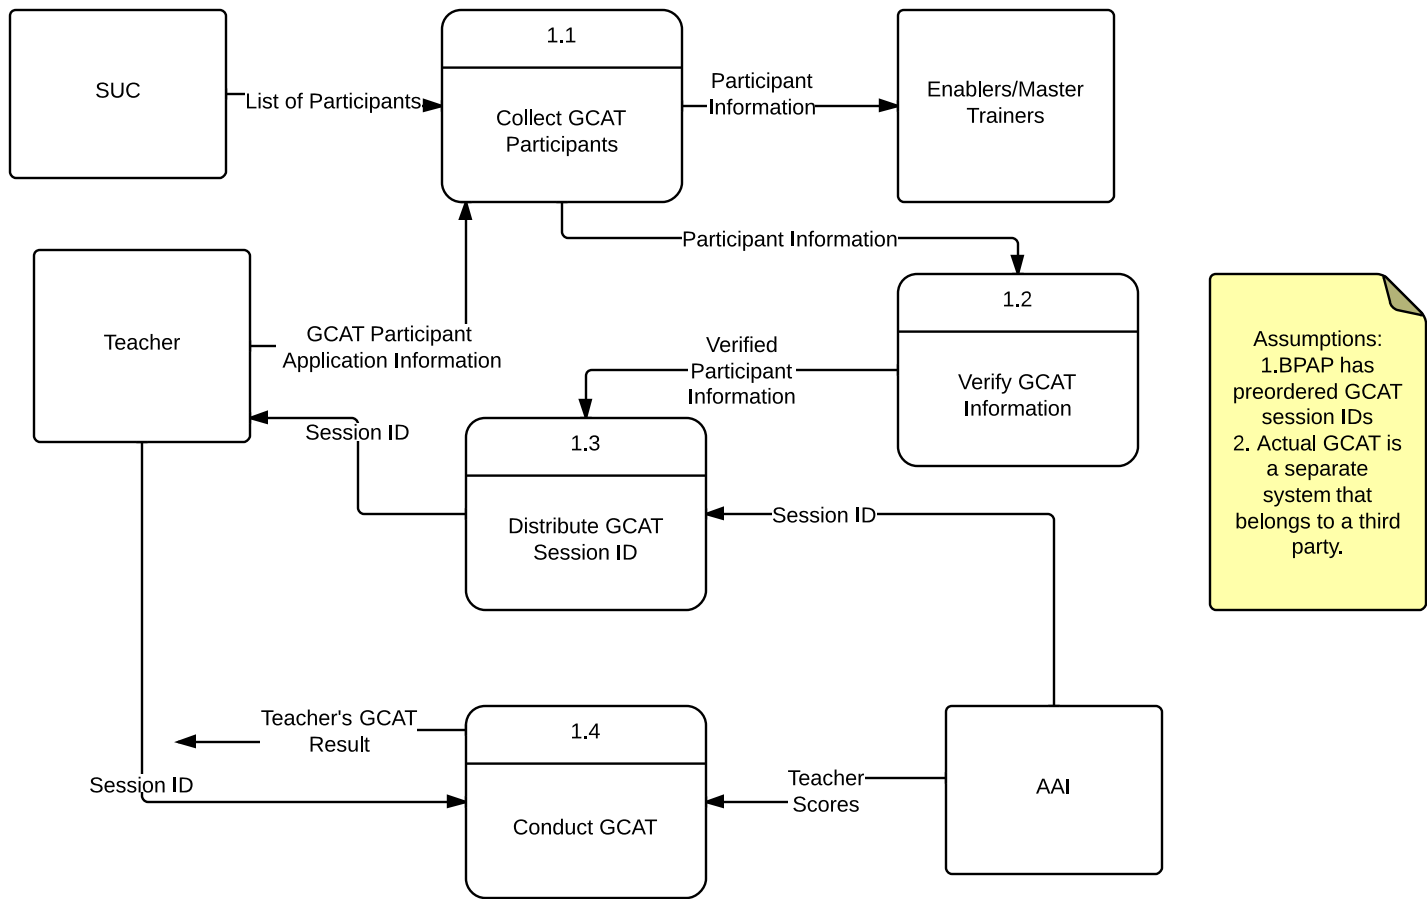 SUC
List of Participants
1.1
Collect GCAT
Participants
Participant
Information
Enablers/Master
Trainers
Participant Information
Teacher
GCAT Participant
Application Information
1.2
Verify GCAT
Information
Verified
Participant
Information
Session ID
1.3
Distribute GCAT
Session ID
Session ID
Assumptions:
1.BPAP has
preordered GCAT
session IDs
2. Actual GCAT is
a separate
system that
belongs to a third
party.
Teacher's GCAT
Result
Session ID
1.4
Conduct GCAT
Teacher
Scores
AAI